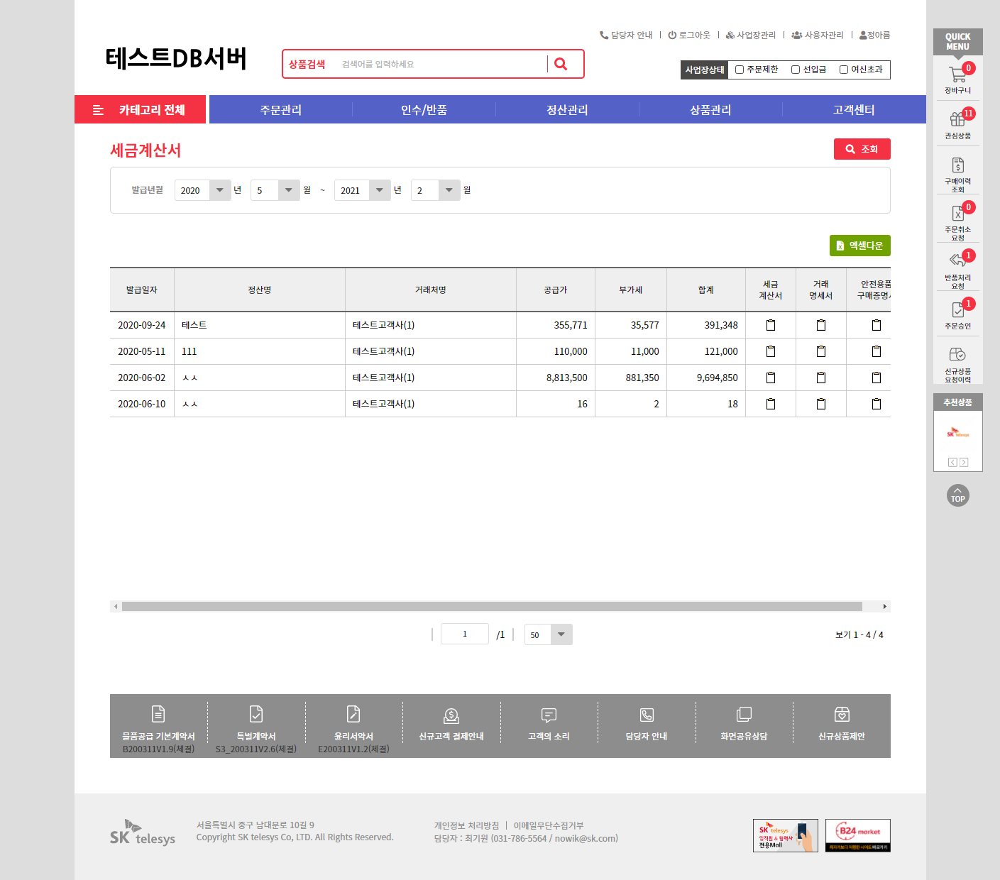 담당자 안내 로그아웃 사업장관리 사용자관리 정아름
테스트DB서버
상품검색 검색어를 입력하세요
사업장상태 주문제한 선입금 여신초과
카테고리 전체 주문관리 인수/반품 정산관리 상품관리 고객센터
세금계산서
조회
발급년월 2020 년 5 월 ~ 2021 년 2 월
엑셀다운
발급일자 정산명 거래처명 공급가 부가세 합계 세금 계산서 거래 명세서 안전용품 구매증명
2020-09-24 테스트 테스트고객사(1) 355,771 35,577 391,348
2020-05-11 111 테스트고객사(1) 110,000 11,000 121,000
2020-06-02 ㅅㅅ 테스트고객사(1) 8,813,500 881,350 9,694,850
2020-06-10 ㅅㅅ 테스트고객사(1) 16 2 18
1 /1 50
보기 1 - 4 / 4
물품공급 기본계약서 특별계약서 윤리서약서 신규고객 결제안내 고객의 소리 담당자 안내 화면공유상담 신규상품제안
B200311V1.9(체결) S3_200311V2.6(체결) E200311V1.2(체결)
SK telesys
서울특별시 중구 남대문로 10길 9
Copyright SK telesys Co, LTD. All Rights Reserved.
개인정보 처리방침 | 이메일무단수집거부
담당자 : 최기원 (031-786-5564 / nowik@sk.com)
SK telesys
임직원 & 협력사
전용Mall
B24 market
바로가기
QUICK
MENU
0
장바구니
11
관심상품
구매이력
조회
0
주문취소
요청
1
반품처리
요청
1
주문승인
신규상품
요청이력
추천상품
SK telesys
TOP